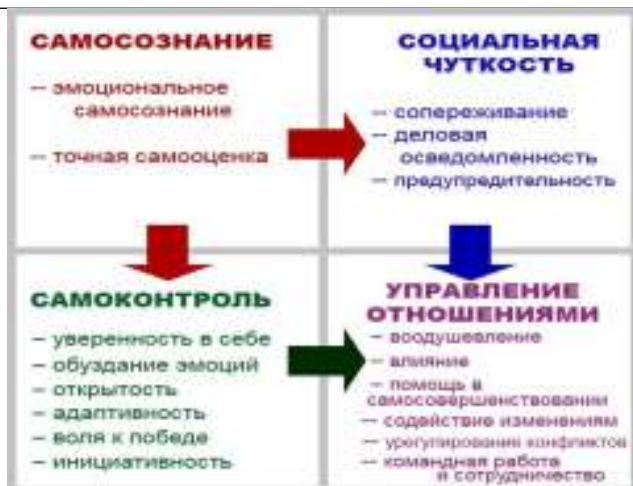 САМОСОЗНАНИЕ
– эмоциональное
самосознание
– точная самооценка
СОЦИАЛЬНАЯ
ЧУТКОСТЬ
– сопереживание
– деловая
осведомленность
– предупредительность
САМОКОНТРОЛЬ
– уверенность в себе
– обуздание эмоций
– открытость
– адаптивность
– воля к победе
– инициативность
УПРАВЛЕНИЕ
ОТНОШЕНИЯМИ
– воодушевление
– влияние
– помощь в
самосовершенствовании
– содействие изменениям
– урегулирование конфликтов
– командная работа
и сотрудничество